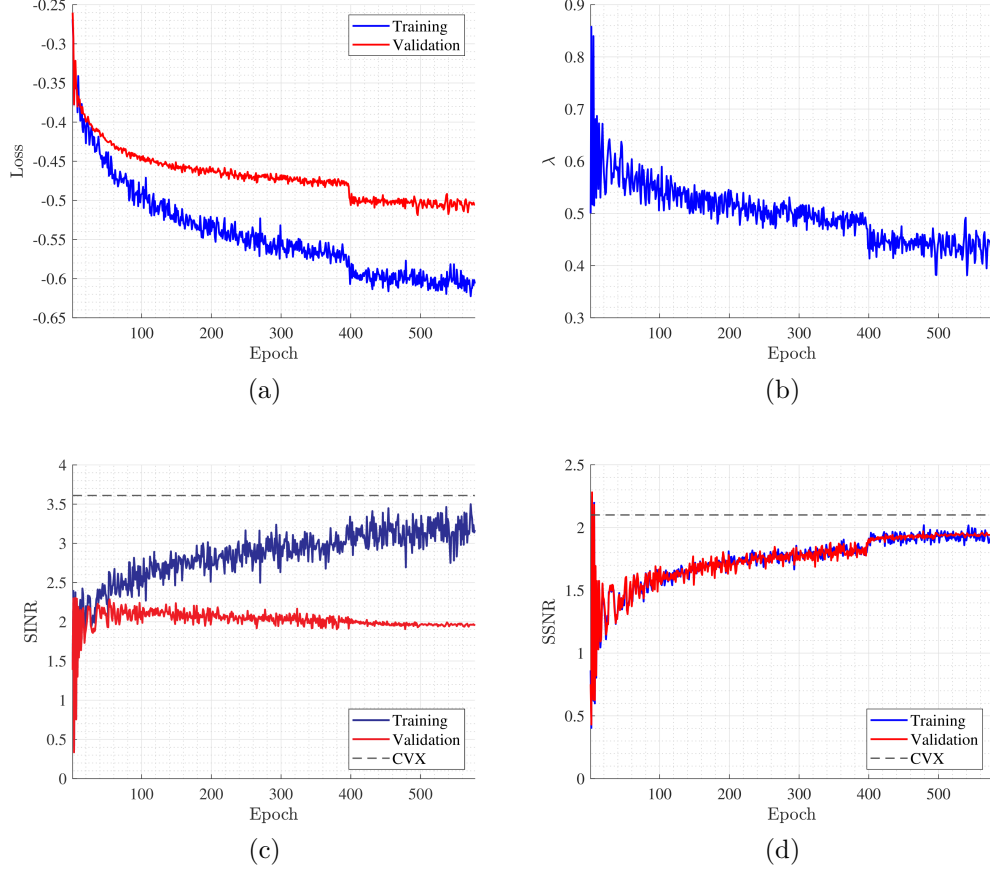 -0.25
-0.3
-0.35
-0.4
-0.45
-0.5
-0.55
-0.6
-0.65
Loss
100 200 300 400 500
Epoch
Training
Validation
(a)
0.9
0.8
0.7
0.6
0.5
0.4
0.3
λ
100 200 300 400 500
Epoch
(b)
4
3.5
3
2.5
2
1.5
1
0.5
0
SINR
100 200 300 400 500
Epoch
Training
Validation
CVX
(c)
2.5
2
1.5
1
0.5
0
SSNR
100 200 300 400 500
Epoch
Training
Validation
CVX
(d)